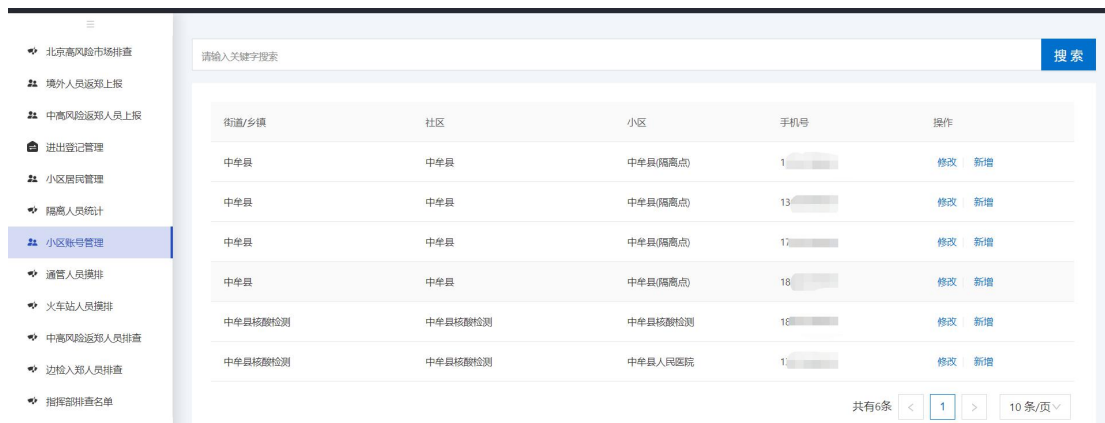 北京高风险市场排查
境外人员返郑上报
中高风险返郑人员上报
进出登记管理
小区居民管理
隔离人员统计
小区账号管理
通管人员摸排
火车站人员摸排
中高风险返郑人员排查
边检入郑人员排查
指挥部排查名单
请输入关键字搜索 搜索
街道/乡镇 社区 小区 手机号 操作
中牟县 中牟县 中牟县(隔离点) 1 修改 新增
中牟县 中牟县 中牟县(隔离点) 13 修改 新增
中牟县 中牟县 中牟县(隔离点) 17 修改 新增
中牟县 中牟县 中牟县(隔离点) 18 修改 新增
中牟县核酸检测 中牟县核酸检测 中牟县核酸检测 18 修改 新增
中牟县核酸检测 中牟县核酸检测 中牟县人民医院 1 修改 新增
共有6条 < 1 > 10 条/页